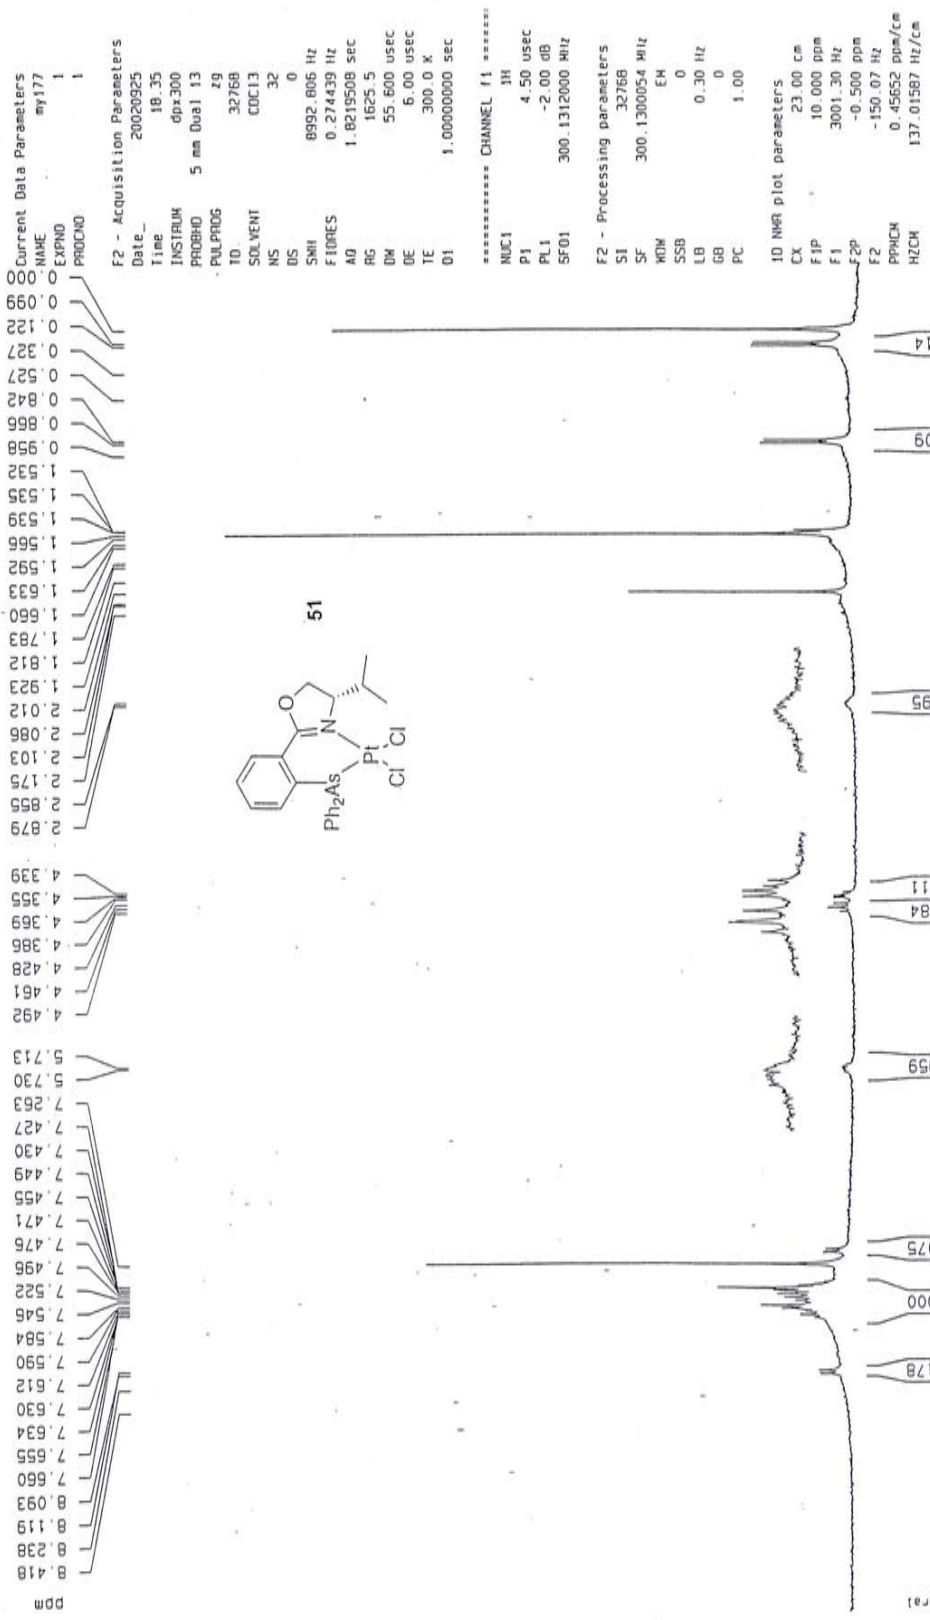 Current Data Parameters
NAME my177
EXPNO 1
PROCNO 1
F2 - Acquisition Parameters
Date_ 20020925
Time 18.35
INSTRUM dpx300
PROBHD 5 mm Dual 13
PULPROG zg
TD 32768
SOLVENT CDCl3
NS 32
DS 0
SWH 8992.806 Hz
FIDRES 0.274439 Hz
AQ 1.8219508 sec
RG 1625.5
DW 55.600 usec
DE 6.00 usec
TE 300.0 K
D1 1.00000000 sec
======== CHANNEL f1 ========
NUC1 1H
P1 4.50 usec
PL1 -2.00 dB
SFO1 300.1312000 MHz
F2 - Processing parameters
SI 32768
SF 300.1300054 MHz
WDW EM
SSB 0
LB 0.30 Hz
GB 0
PC 1.00
1D NMR plot parameters
CX 23.00 cm
F1P 10.000 ppm
F1 3001.30 Hz
F2P -0.500 ppm
F2 -150.07 Hz
PPMCM 0.45652 ppm/cm
HZCM 137.01587 Hz/cm
ppm
8.418
8.238
8.119
8.093
7.660
7.655
7.634
7.630
7.612
7.590
7.584
7.546
7.522
7.496
7.476
7.471
7.455
7.449
7.430
7.427
7.263
5.730
5.713
4.492
4.461
4.428
4.386
4.369
4.355
4.339
2.879
2.855
2.175
2.103
2.086
2.012
1.923
1.812
1.783
1.660
1.633
1.592
1.566
1.539
1.535
1.532
0.958
0.866
0.842
0.527
0.327
0.122
0.099
0.000
O
N
Ph2As
Pt
Cl
Cl
51
ral
178
000
075
959
84
11
95
09
14